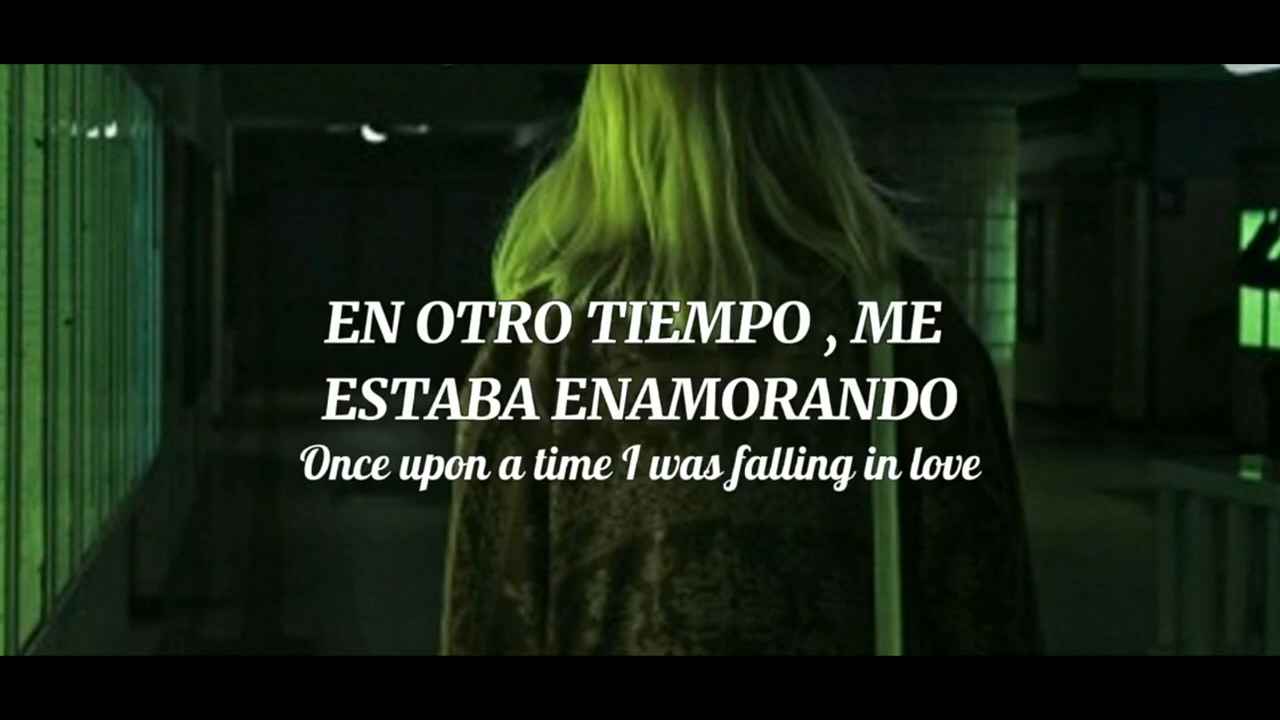 EN OTRO TIEMPO , ME
ESTABA ENAMORANDO
Once upon a time I was falling in love